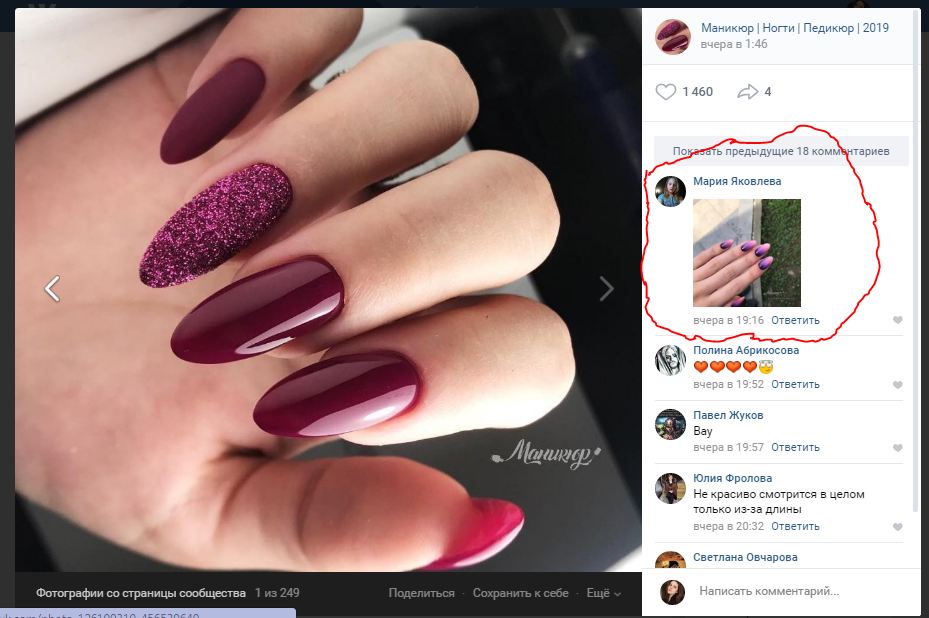 Маникюр | Ногти | Педикюр | 2019
вчера в 1:46
1 460
4
Показать предыдущие 18 комментариев
Мария Яковлева
вчера в 19:16 Ответить
Полина Абрикосова
вчера в 19:52 Ответить
Павел Жуков
Вау
вчера в 19:57 Ответить
Юлия Фролова
Не красиво смотрится в целом
только из-за длины
вчера в 20:32 Ответить
Светлана Овчарова
Написать комментарий...
Маникюр
Фотографии со страницы сообщества 1 из 249
Поделиться · Сохранить к себе · Ещё